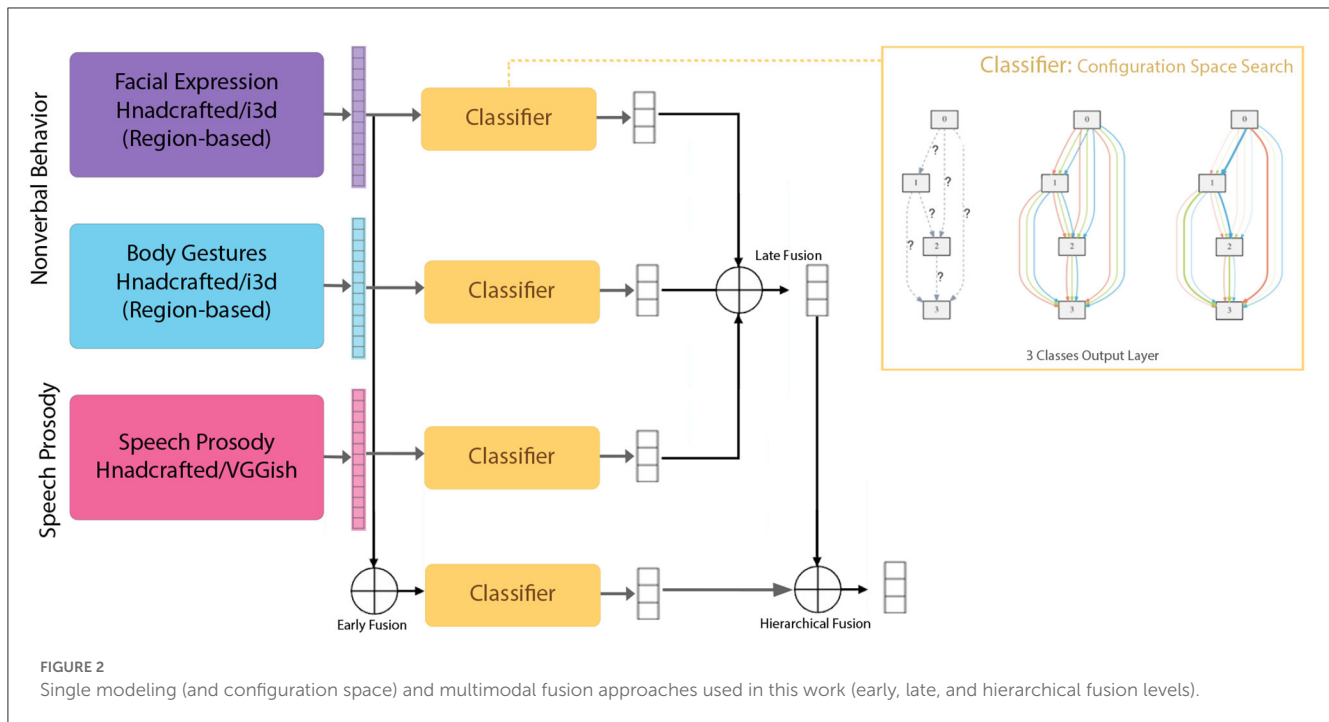 Nonverbal Behavior
Facial Expression
Hnadcrafted/i3d
(Region-based)
Classifier
Body Gestures
Hnadcrafted/i3d
(Region-based)
Classifier
Late Fusion
Speech Prosody
Speech Prosody
Hnadcrafted/VGGish
Classifier
Early Fusion
Classifier
Hierarchical Fusion
Classifier: Configuration Space Search
0
?
1
?
?
?
?
2
?
3
0
1
2
3
0
1
2
3
3 Classes Output Layer
FIGURE 2
Single modeling (and configuration space) and multimodal fusion approaches used in this work (early, late, and hierarchical fusion levels).